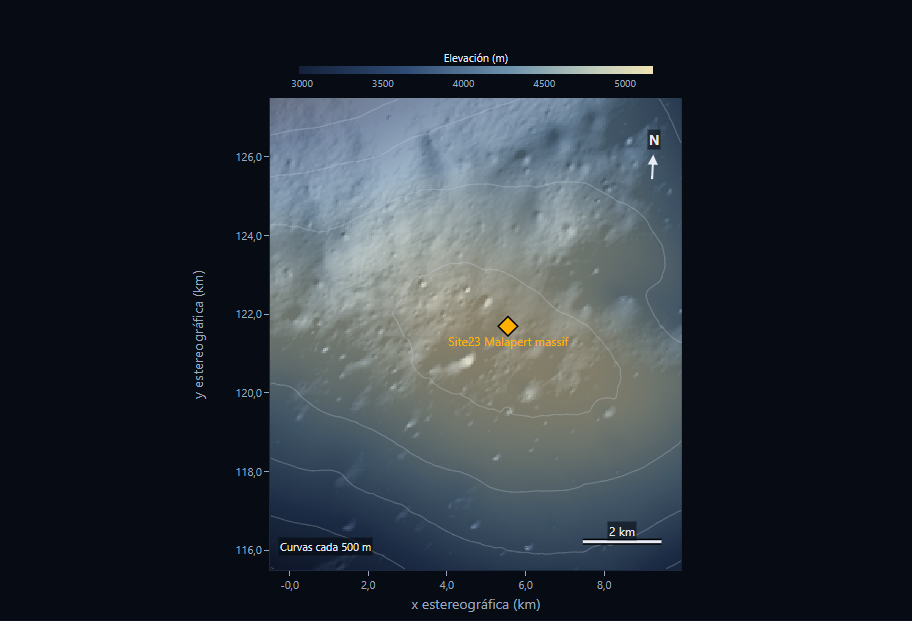 Elevación (m)
3000 3500 4000 4500 5000
N
126,0
124,0
122,0
120,0
118,0
116,0
y estereográfica (km)
Site23 Malapert massif
2 km
Curvas cada 500 m
-0,0 2,0 4,0 6,0 8,0
x estereográfica (km)